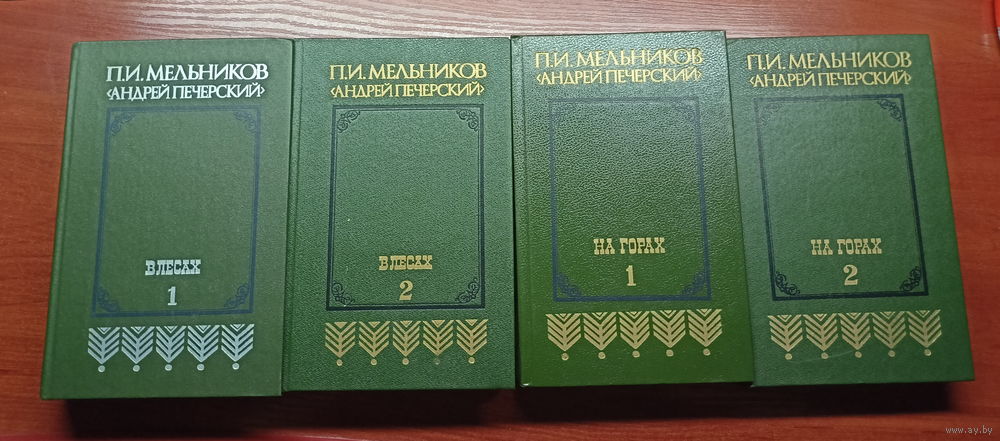 П.И. МЕЛЬНИКОВ
‹АНДРЕЙ ПЕЧЕРСКИЙ›
В ЛЕСАХ
1
П.И. МЕЛЬНИКОВ
‹АНДРЕЙ ПЕЧЕРСКИЙ›
В ЛЕСАХ
2
П.И. МЕЛЬНИКОВ
‹АНДРЕЙ ПЕЧЕРСКИЙ›
НА ГОРАХ
1
П.И. МЕЛЬНИКОВ
‹АНДРЕЙ ПЕЧЕРСКИЙ›
НА ГОРАХ
2
www.ay.by